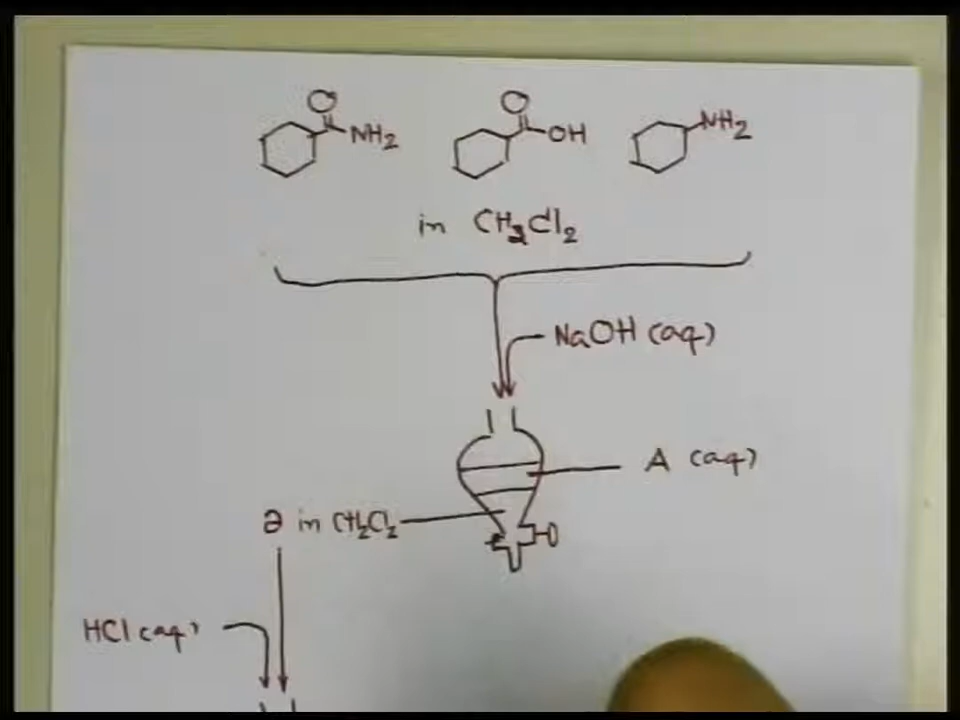 O O
NH2 OH NH2
in CH2Cl2
NaOH (aq)
A (aq)
∂ in CH2Cl2
HCl (aq)